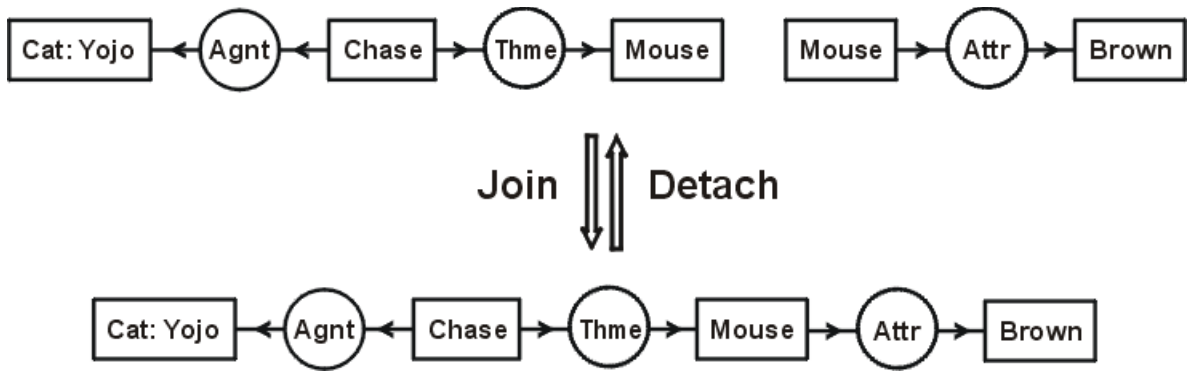 Cat: Yojo Agnt Chase Thme Mouse Mouse Attr Brown
Join Detach
Cat: Yojo Agnt Chase Thme Mouse Attr Brown